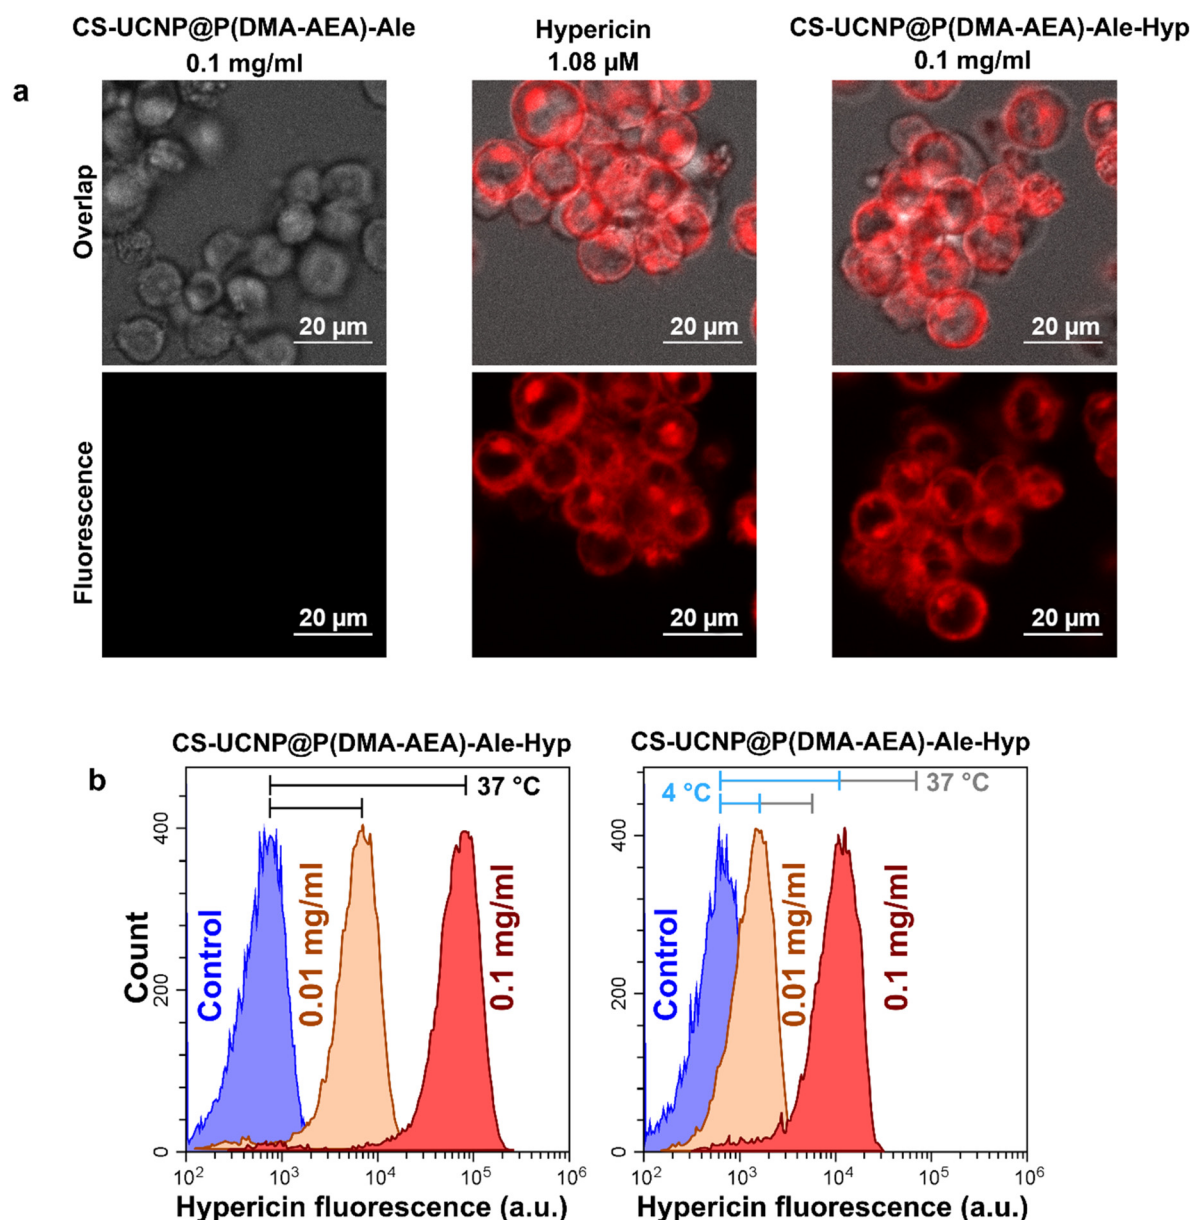 CS-UCNP@P(DMA-AEA)-Ale
0.1 mg/ml
Hypericin
1.08 µM
CS-UCNP@P(DMA-AEA)-Ale-Hyp
0.1 mg/ml
a
Overlap
20 µm
20 µm
20 µm
Fluorescence
20 µm
20 µm
20 µm
b
CS-UCNP@P(DMA-AEA)-Ale-Hyp
37 °C
Count
400
200
0
Control
0.01 mg/ml
0.1 mg/ml
10² 10³ 10⁴ 10⁵ 10⁶
Hypericin fluorescence (a.u.)
CS-UCNP@P(DMA-AEA)-Ale-Hyp
4 °C
37 °C
400
200
0
Control
0.01 mg/ml
0.1 mg/ml
10² 10³ 10⁴ 10⁵ 10⁶
Hypericin fluorescence (a.u.)